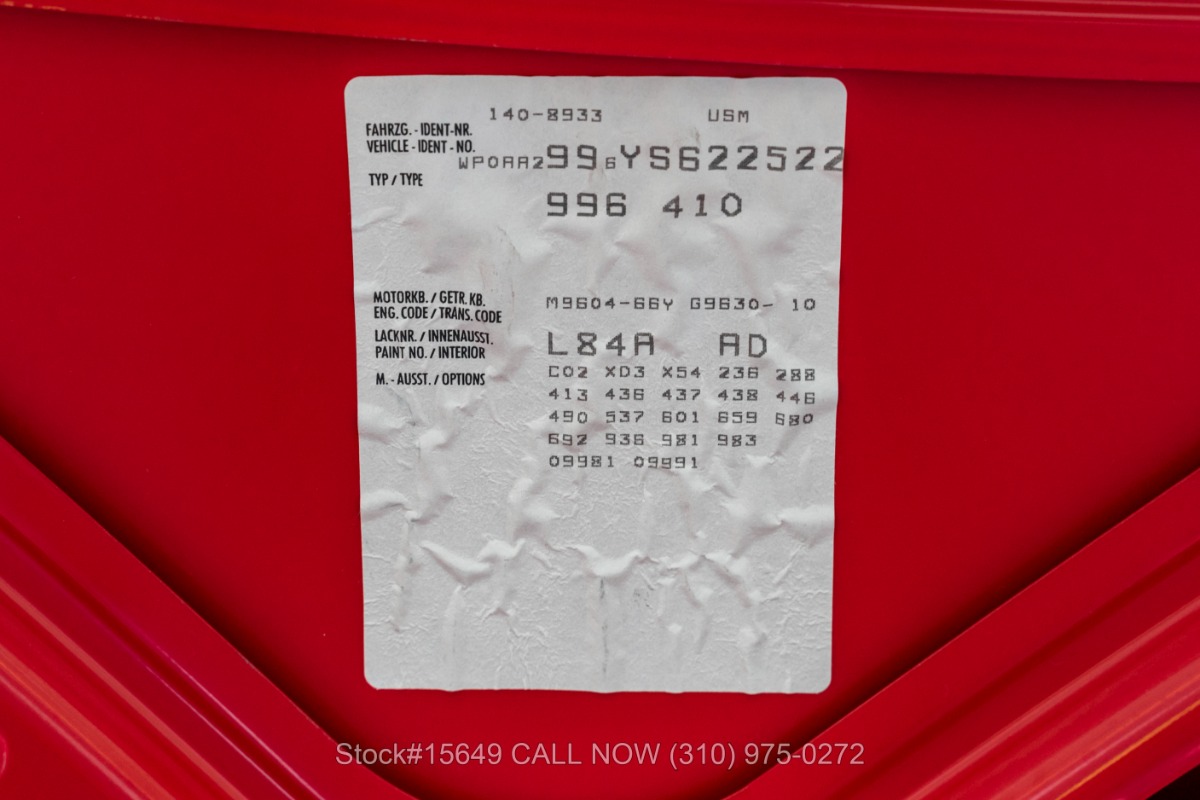 140-8933 USM
FAHRZG. - IDENT-NR.
VEHICLE - IDENT - NO. WP0AA2996YS622522
TYP / TYPE
996 410
MOTORKB. / GETR. KB. M9604-66Y G9630- 10
ENG. CODE / TRANS. CODE
LACKNR. / INNENAUSST. L84A AD
PAINT NO. / INTERIOR
C02 XD3 X54 236 288
M. - AUSST. / OPTIONS
413 436 437 438 446
490 537 601 659 680
692 936 981 983
09981 09991
Stock#15649 CALL NOW (310) 975-0272